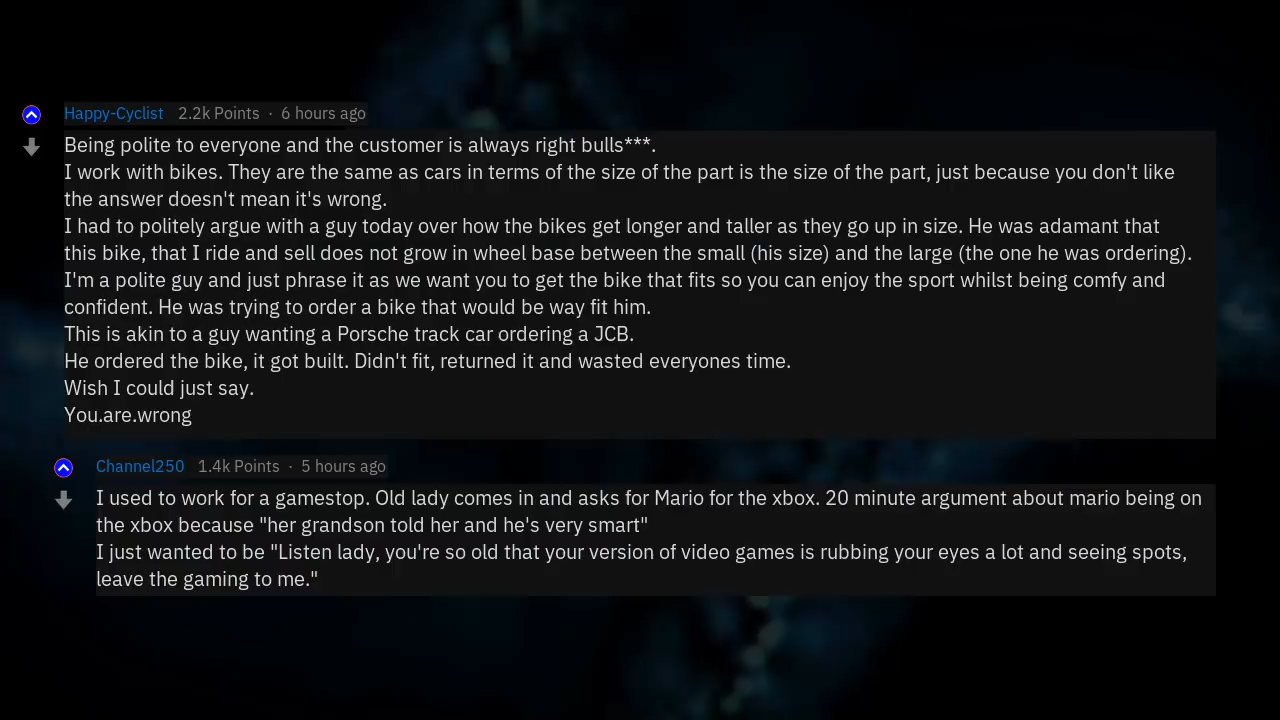 Happy-Cyclist 2.2k Points · 6 hours ago
Being polite to everyone and the customer is always right bulls***.
I work with bikes. They are the same as cars in terms of the size of the part is the size of the part, just because you don't like
the answer doesn't mean it's wrong.
I had to politely argue with a guy today over how the bikes get longer and taller as they go up in size. He was adamant that
this bike, that I ride and sell does not grow in wheel base between the small (his size) and the large (the one he was ordering).
I'm a polite guy and just phrase it as we want you to get the bike that fits so you can enjoy the sport whilst being comfy and
confident. He was trying to order a bike that would be way fit him.
This is akin to a guy wanting a Porsche track car ordering a JCB.
He ordered the bike, it got built. Didn't fit, returned it and wasted everyones time.
Wish I could just say.
You.are.wrong
Channel250 1.4k Points · 5 hours ago
I used to work for a gamestop. Old lady comes in and asks for Mario for the xbox. 20 minute argument about mario being on
the xbox because "her grandson told her and he's very smart"
I just wanted to be "Listen lady, you're so old that your version of video games is rubbing your eyes a lot and seeing spots,
leave the gaming to me."